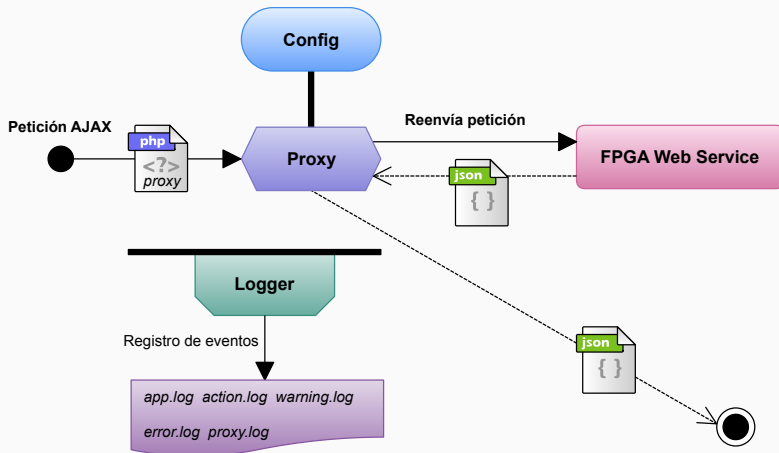 Config
Petición AJAX
php
<?>
proxy
Proxy
Reenvía petición
FPGA Web Service
json
{ }
Logger
Registro de eventos
app.log action.log warning.log
error.log proxy.log
json
{ }